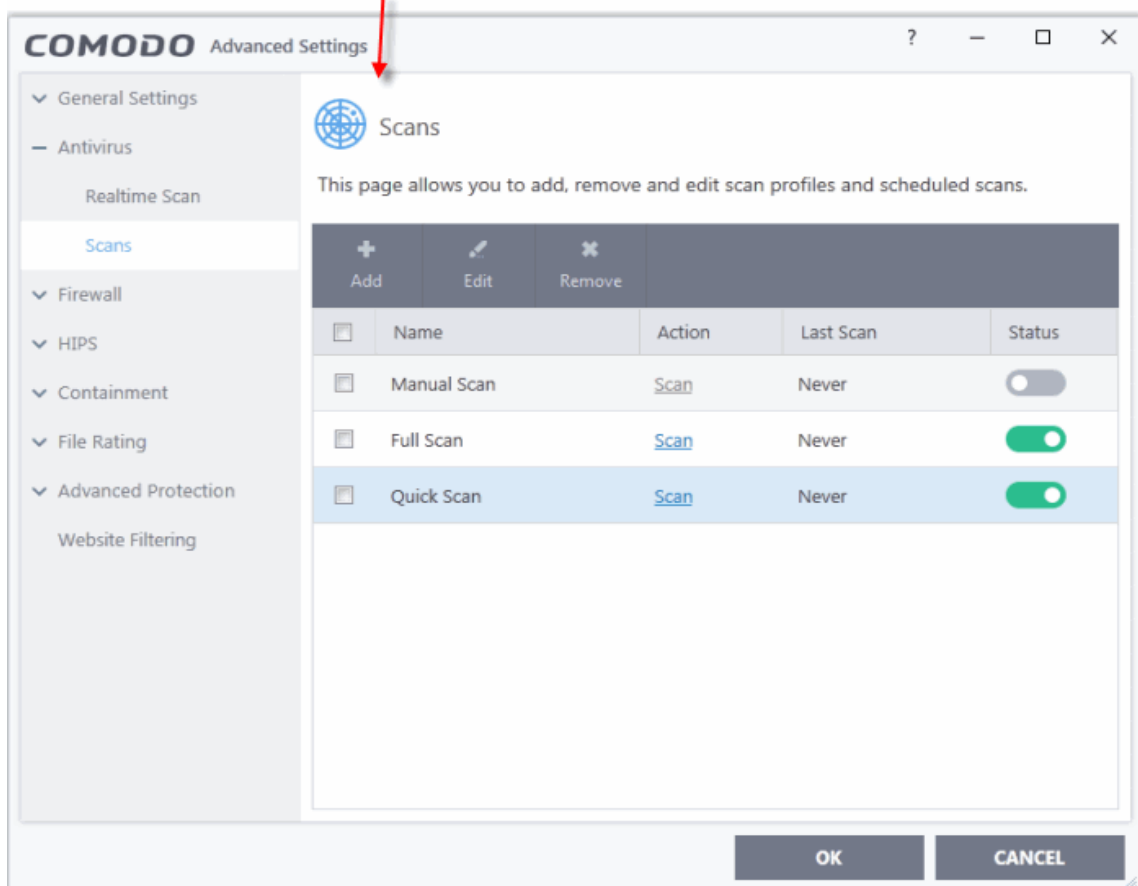 COMODO Advanced Settings ?
General Settings
Antivirus
Realtime Scan
Scans
Firewall
HIPS
Containment
File Rating
Advanced Protection
Website Filtering
Scans
This page allows you to add, remove and edit scan profiles and scheduled scans.
Add Edit Remove
Name Action Last Scan Status
Manual Scan Scan Never
Full Scan Scan Never
Quick Scan Scan Never
OK CANCEL